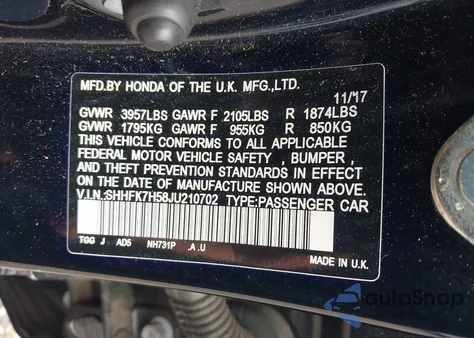 MFD.BY HONDA OF THE U.K. MFG.,LTD.
11/17
GVWR 3957LBS GAWR F 2105LBS R 1874LBS
GVWR 1795KG GAWR F 955KG R 850KG
THIS VEHICLE CONFORMS TO ALL APPLICABLE
FEDERAL MOTOR VEHICLE SAFETY , BUMPER ,
AND THEFT PREVENTION STANDARDS IN EFFECT
ON THE DATE OF MANUFACTURE SHOWN ABOVE.
V.I.N.:SHHFK7H58JU210702 TYPE:PASSENGER CAR
TGG J AD5 NH731P .A .U MADE IN U.K.
autoSnap